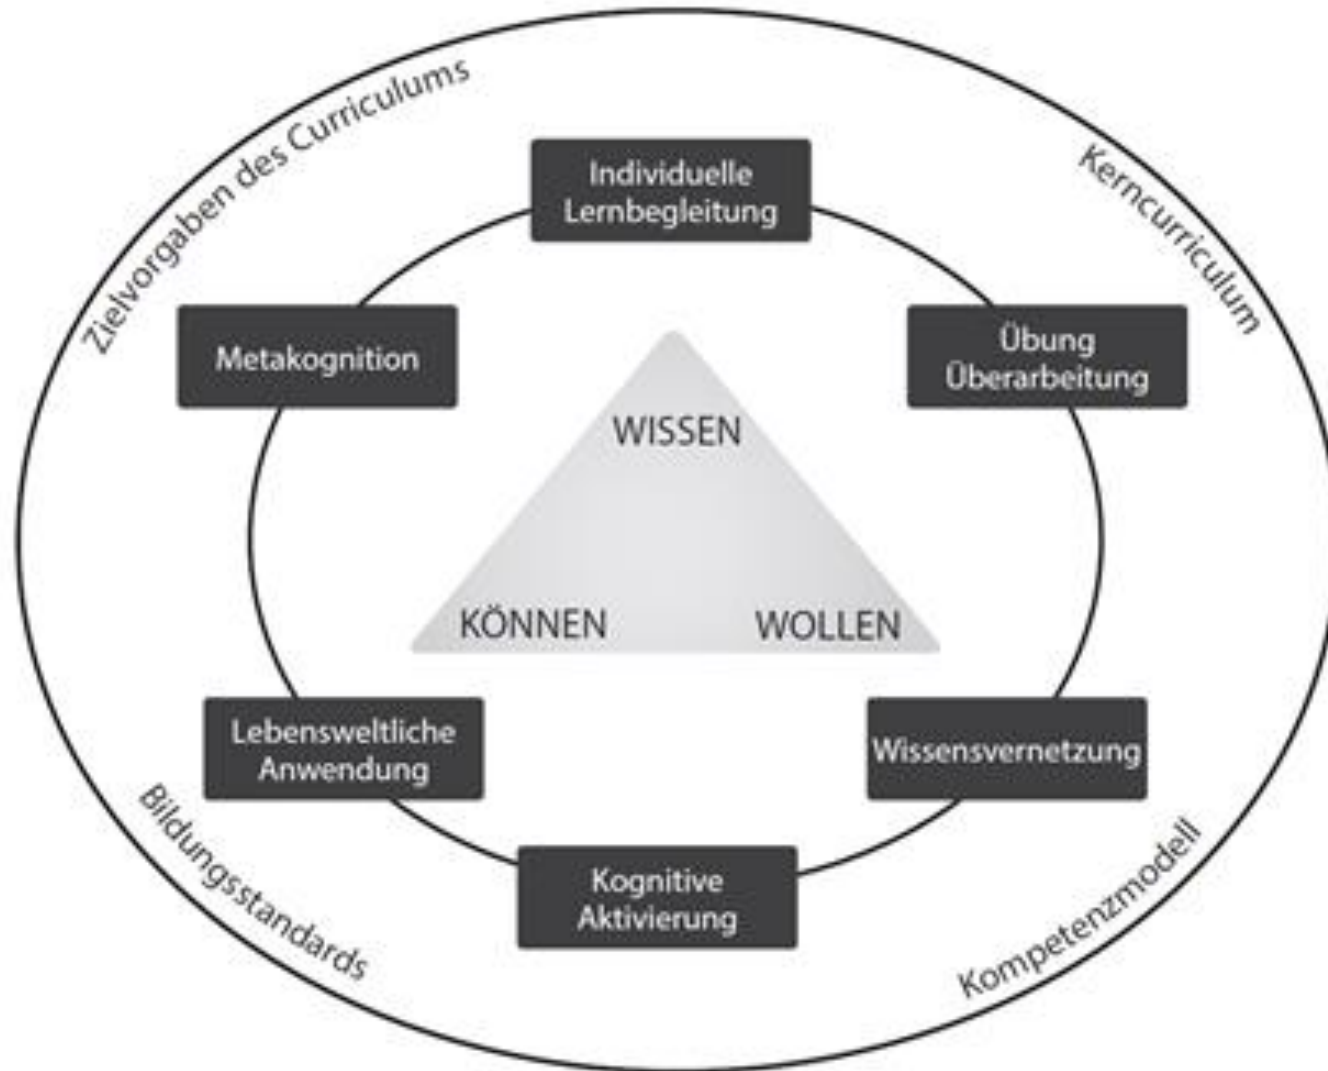 Zielvorgaben des Curriculums
Kerncurriculum
Individuelle
Lernbegleitung
Metakognition
Übung
Überarbeitung
WISSEN
KÖNNEN
WOLLEN
Lebensweltliche
Anwendung
Wissensvernetzung
Kognitive
Aktivierung
Bildungsstandards
Kompetenzmodell